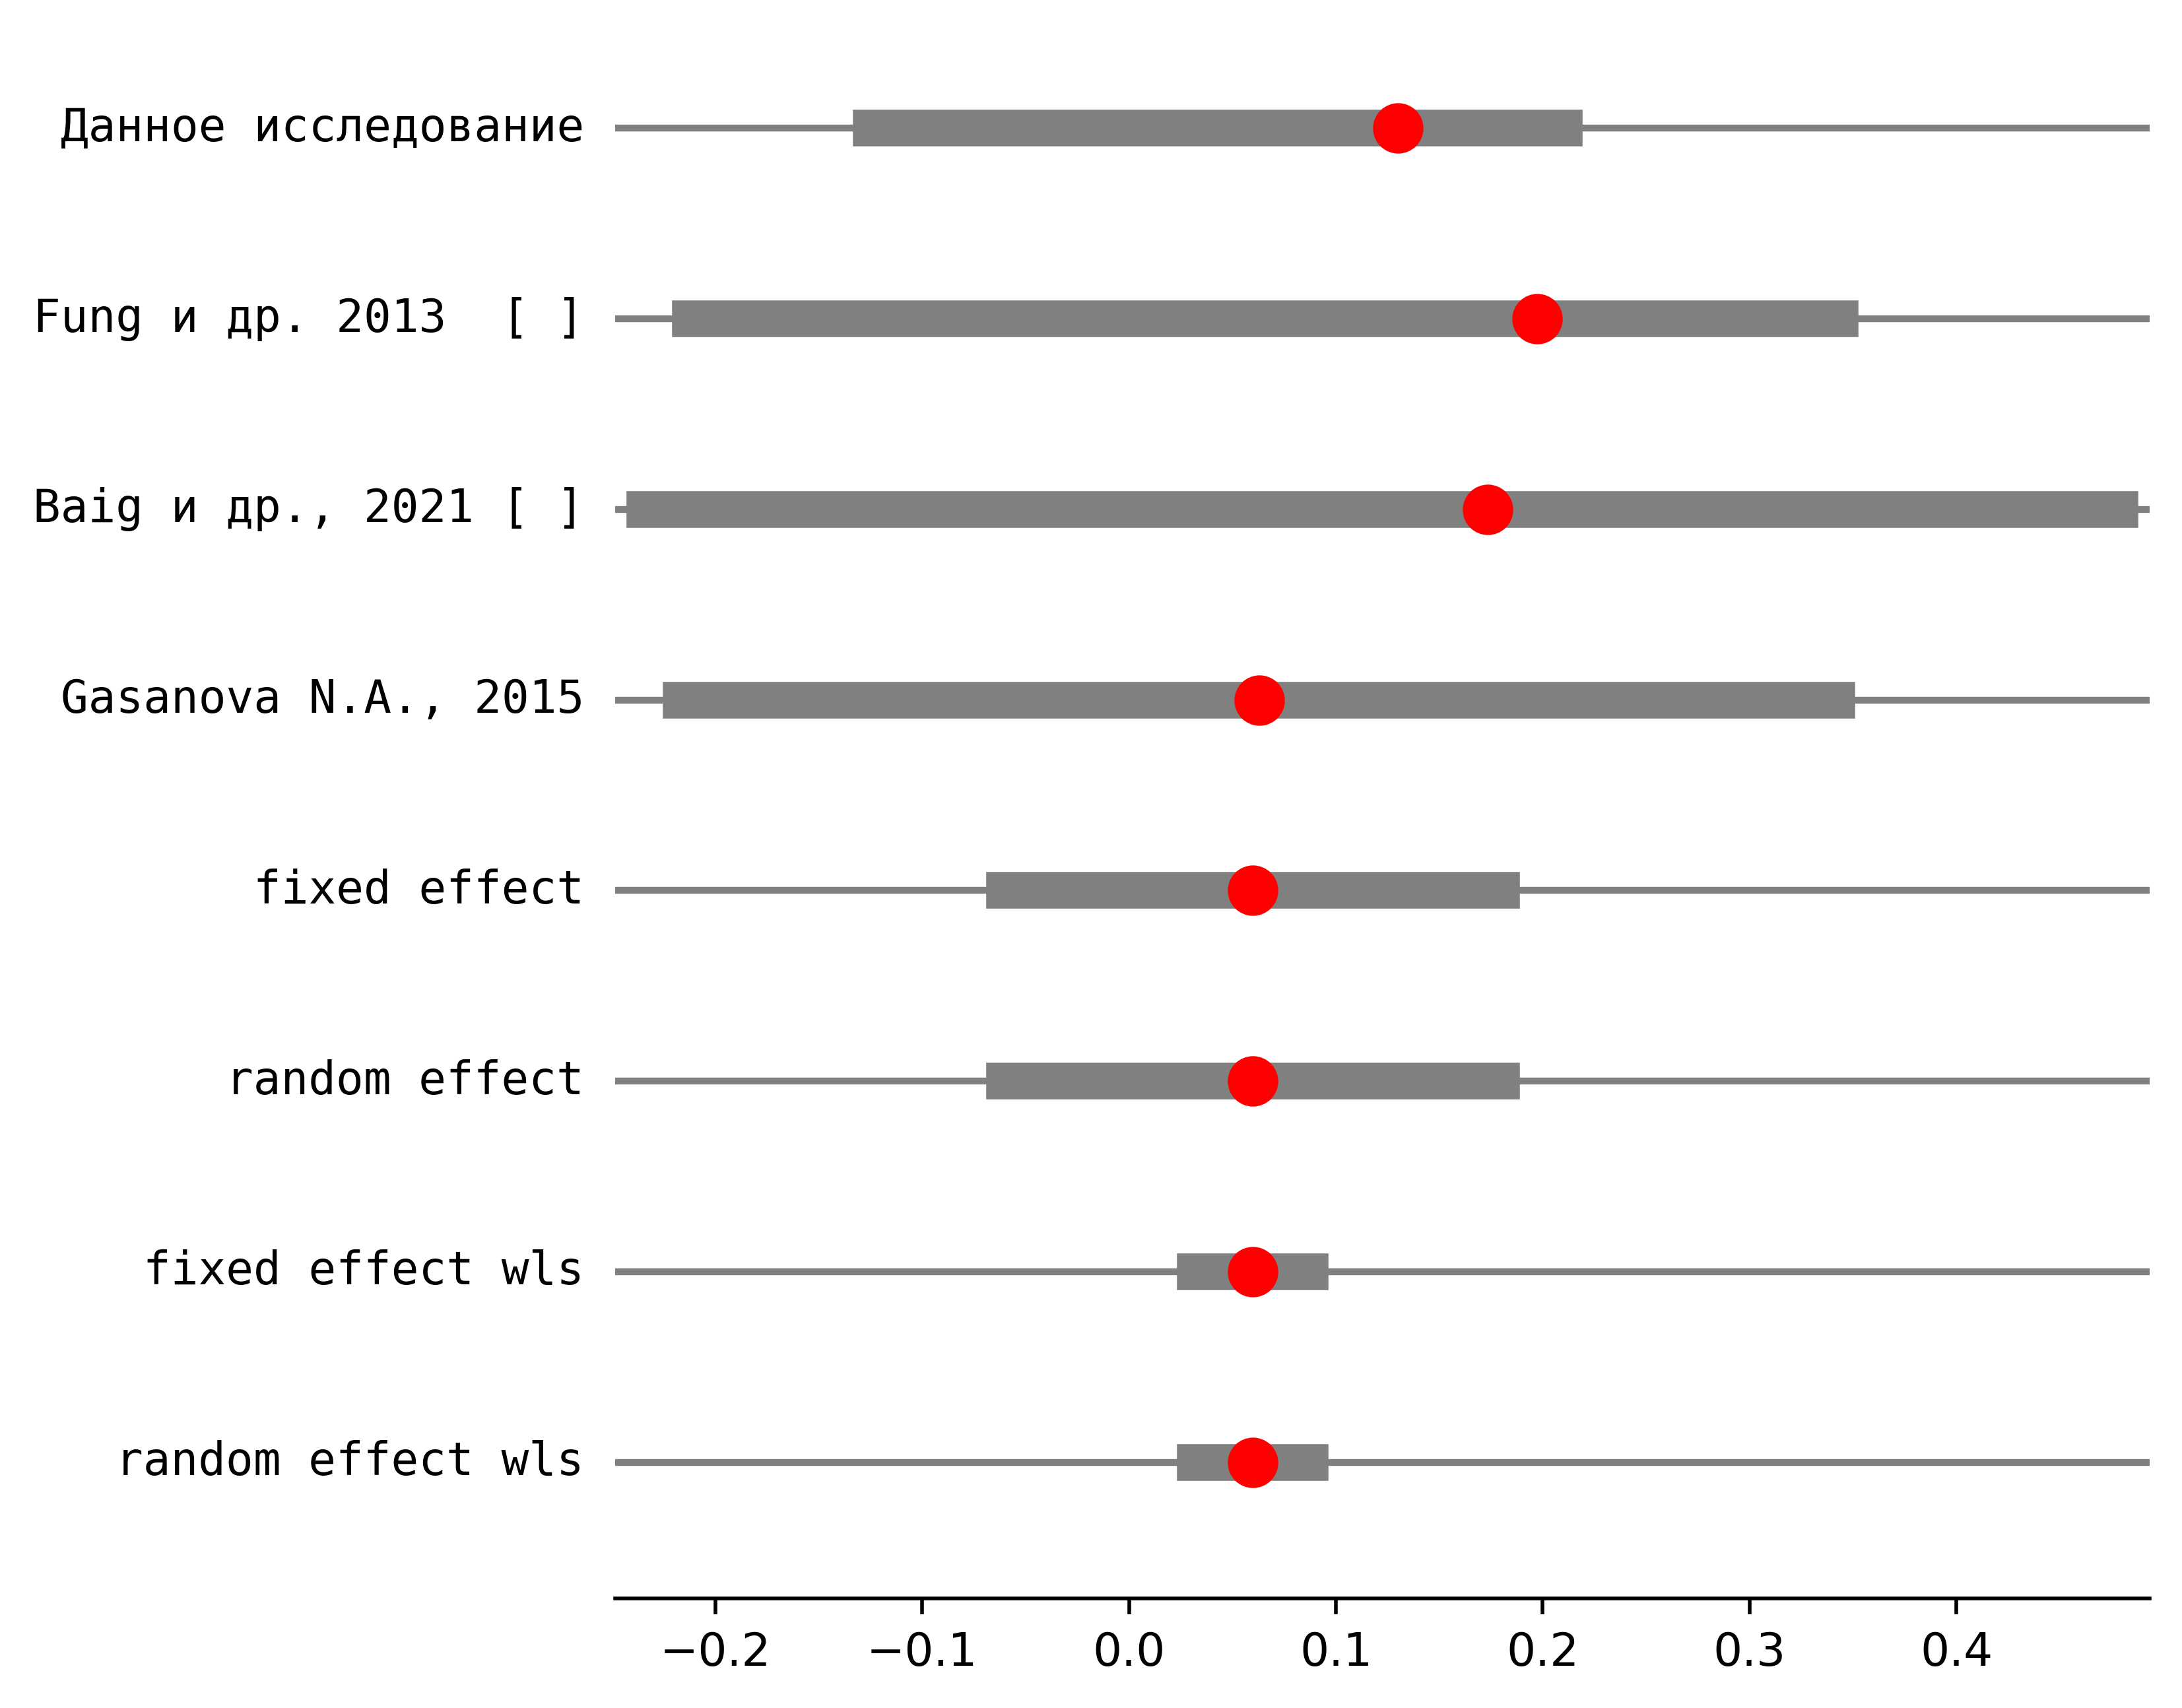 Данное исследование
Fung и др. 2013  [ ]
Baig и др., 2021 [ ]
Gasanova N.A., 2015
fixed effect
random effect
fixed effect wls
random effect wls
−0.2 −0.1 0.0 0.1 0.2 0.3 0.4